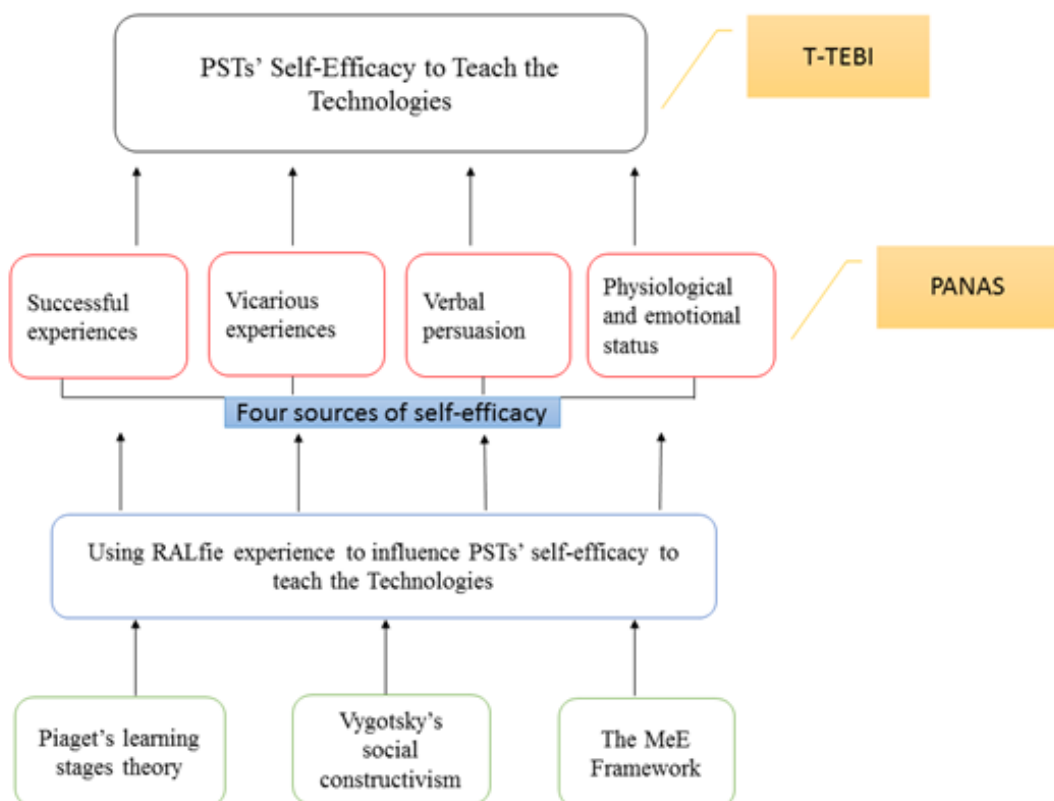 PSTs' Self-Efficacy to Teach the
Technologies
T-TEBI
Successful
experiences
Vicarious
experiences
Verbal
persuasion
Physiological
and emotional
status
PANAS
Four sources of self-efficacy
Using RALfie experience to influence PSTs' self-efficacy to
teach the Technologies
Piaget's learning
stages theory
Vygotsky's
social
constructivism
The MeE
Framework